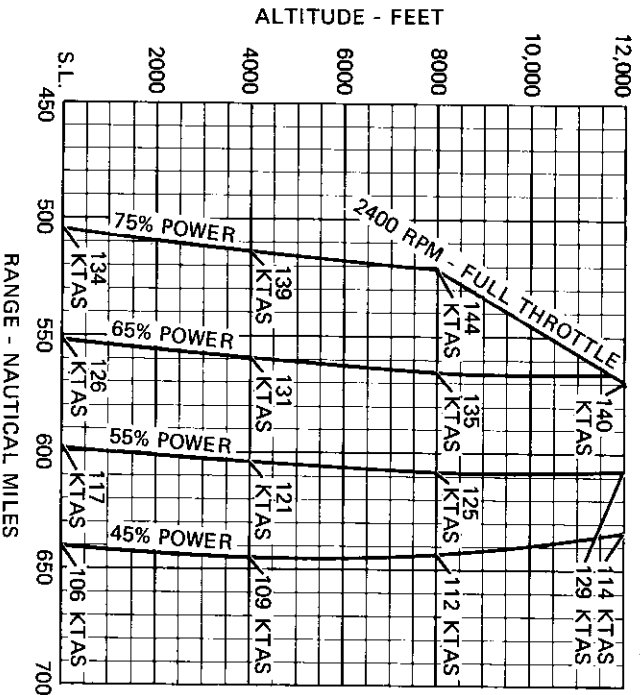 ALTITUDE - FEET
12,000
10,000
8000
6000
4000
2000
S.L.
2400 RPM - FULL THROTTLE
75% POWER
134
KTAS
139
KTAS
144
KTAS
140
KTAS
65% POWER
126
KTAS
131
KTAS
135
KTAS
55% POWER
117
KTAS
121
KTAS
125
KTAS
129
KTAS
45% POWER
106 KTAS
109 KTAS
112 KTAS
114 KTAS
450
500
550
600
650
700
RANGE - NAUTICAL MILES